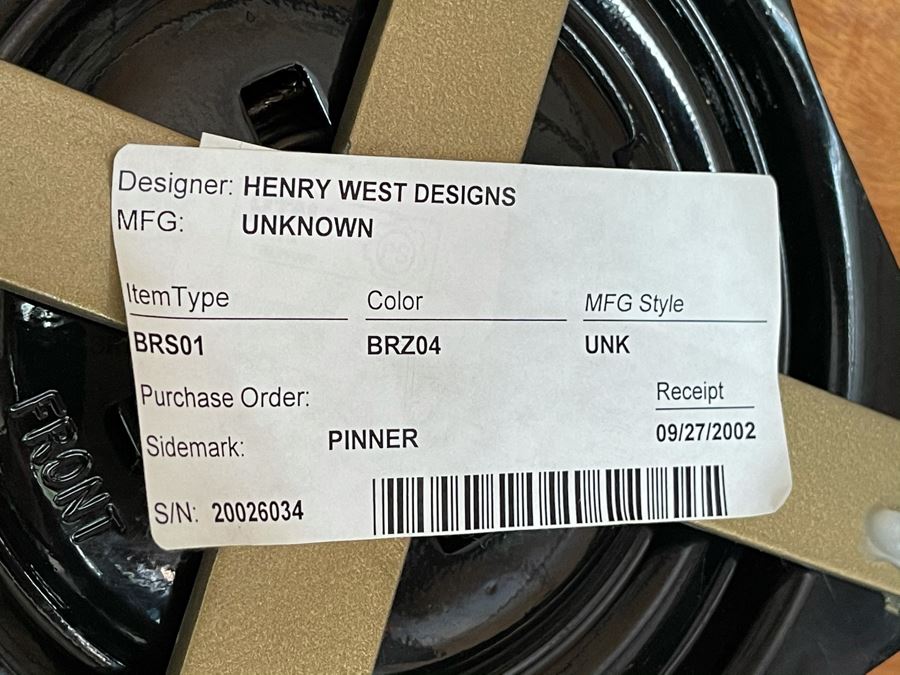 Designer: HENRY WEST DESIGNS
MFG: UNKNOWN
ItemType Color MFG Style
BRS01 BRZ04 UNK
Purchase Order: Receipt
Sidemark: PINNER 09/27/2002
S/N: 20026034
FRONT